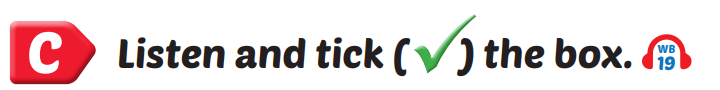 C Listen and tick (✓) the box. WB 19